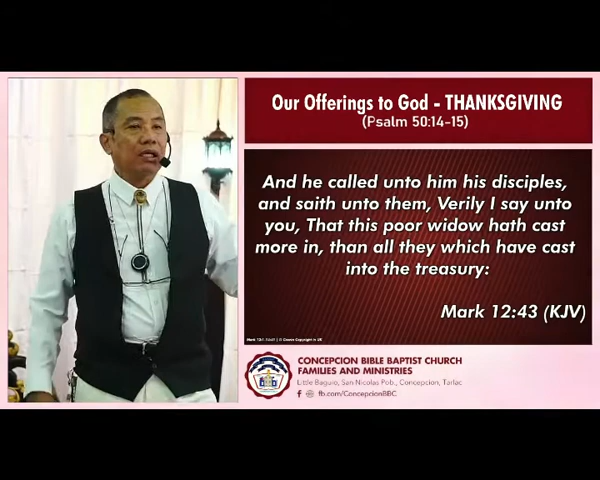 Our Offerings to God - THANKSGIVING
(Psalm 50:14-15)
And he called unto him his disciples,
and saith unto them, Verily I say unto
you, That this poor widow hath cast
more in, than all they which have cast
into the treasury:
Mark 12:43 (KJV)
CONCEPCION BIBLE BAPTIST CHURCH
FAMILIES AND MINISTRIES
Little Baguio, San Nicolas Pob., Concepcion, Tarlac
fb.com/ConcepcionBBC